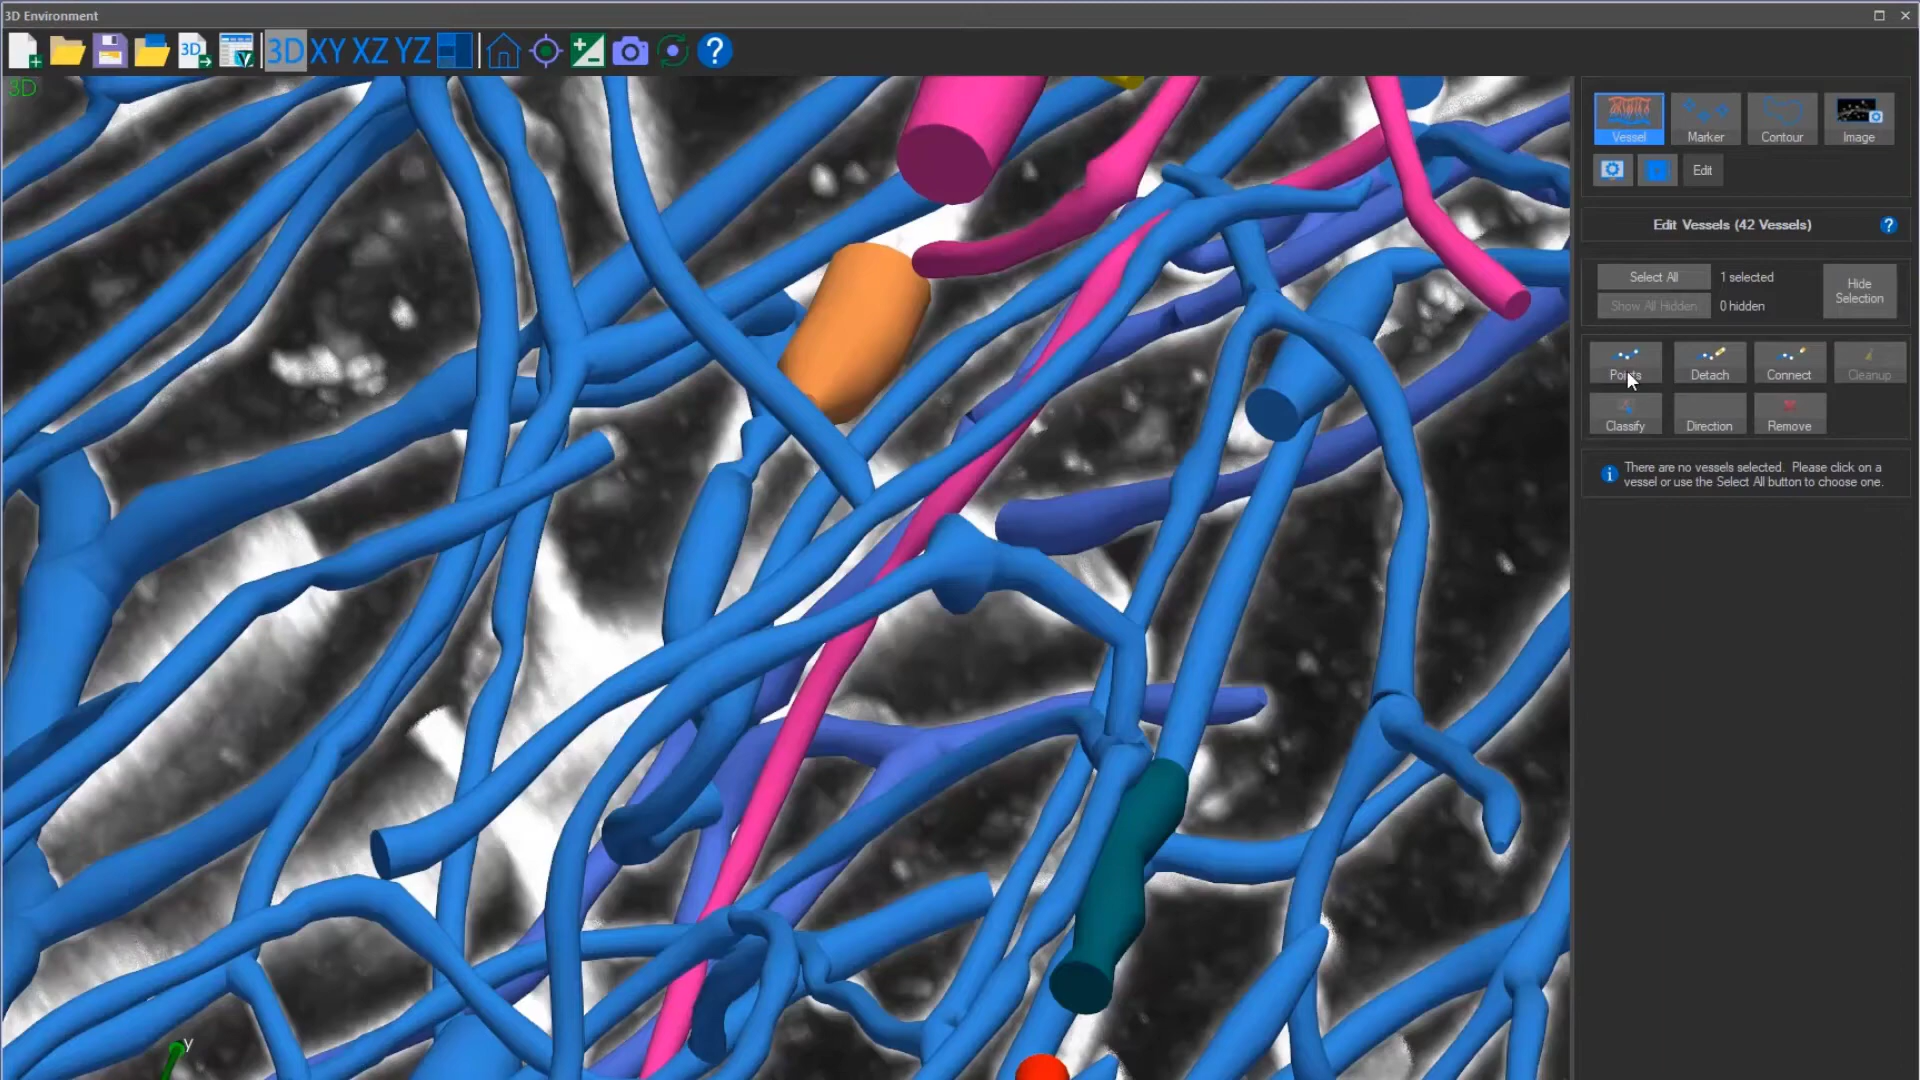 3D Environment
3D XY XZ YZ
3D
3D
Vessel Marker Contour Image
Edit
Edit Vessels (42 Vessels)
Select All 1 selected
Hide Selection
Show All Hidden 0 hidden
Points Detach Connect Cleanup
Classify Direction Remove
There are no vessels selected. Please click on a
vessel or use the Select All button to choose one.
y